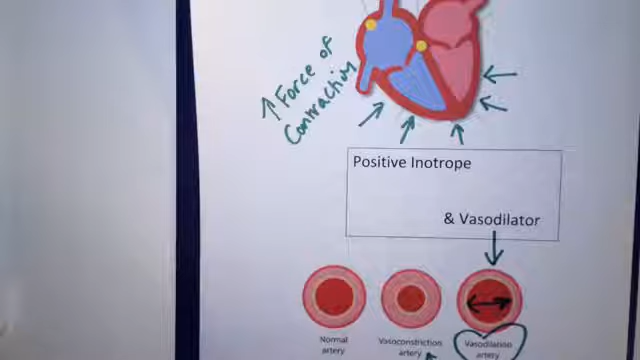 ↑ Force of
Contraction
Positive Inotrope
& Vasodilator
Normal
artery
Vasoconstriction
artery
Vasodilation
artery